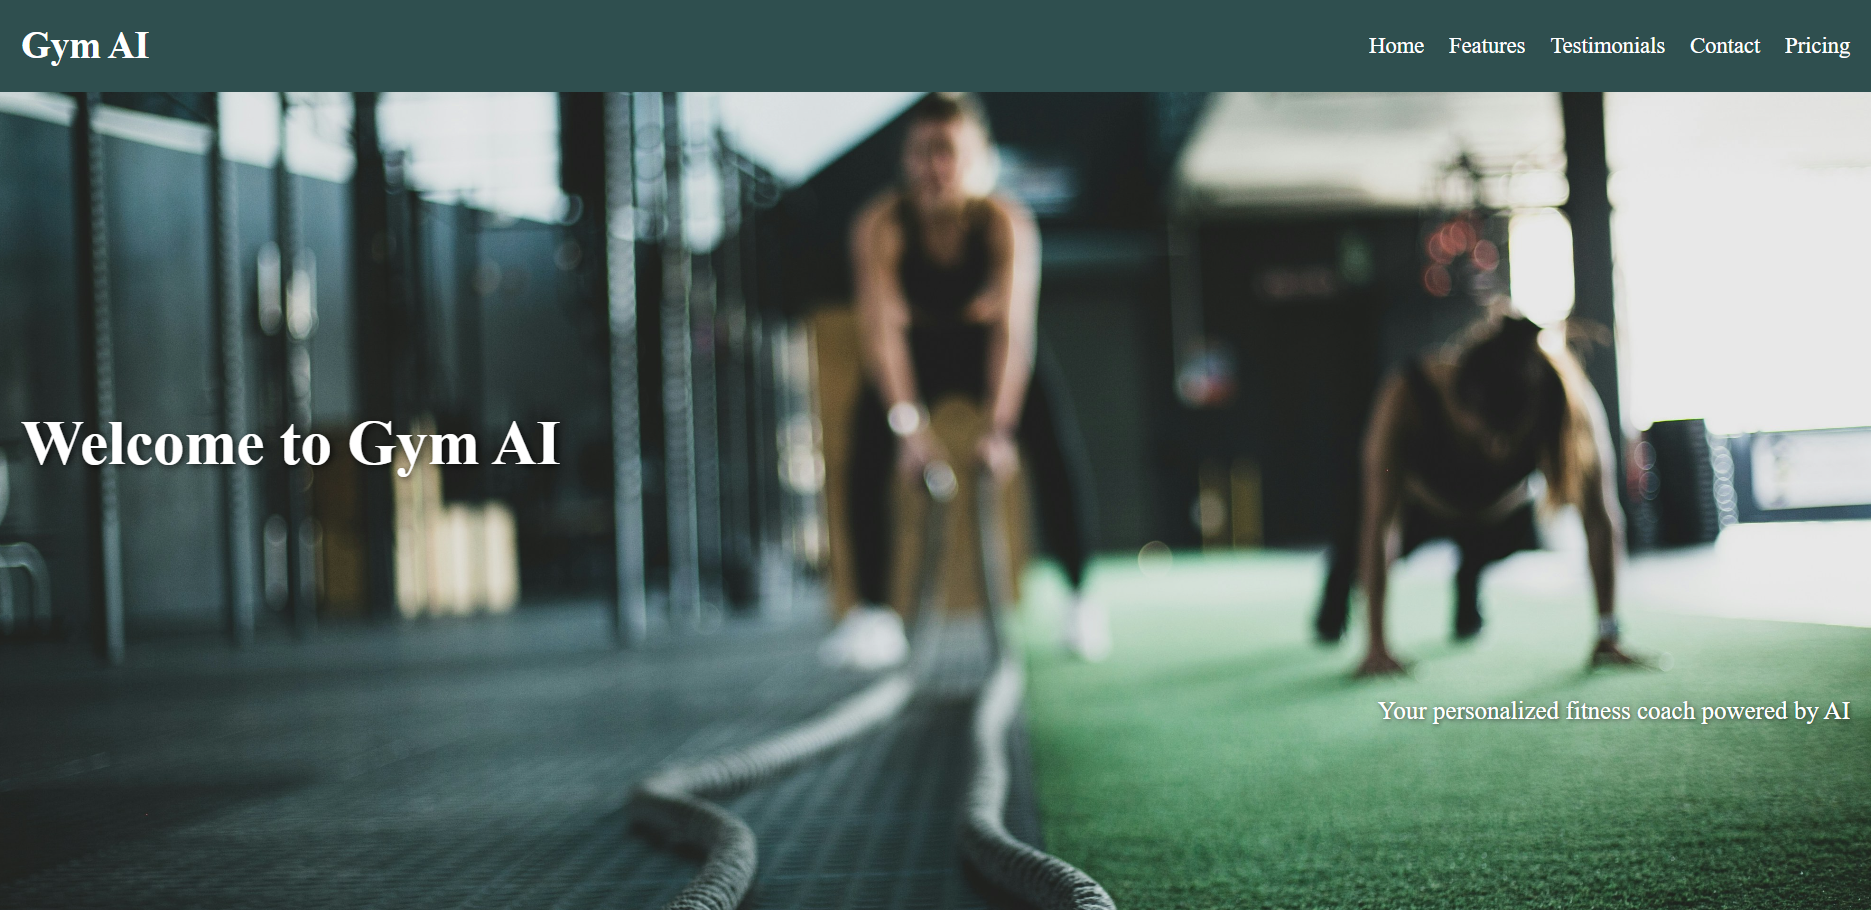 Gym AI
Home Features Testimonials Contact Pricing
Welcome to Gym AI
Your personalized fitness coach powered by AI